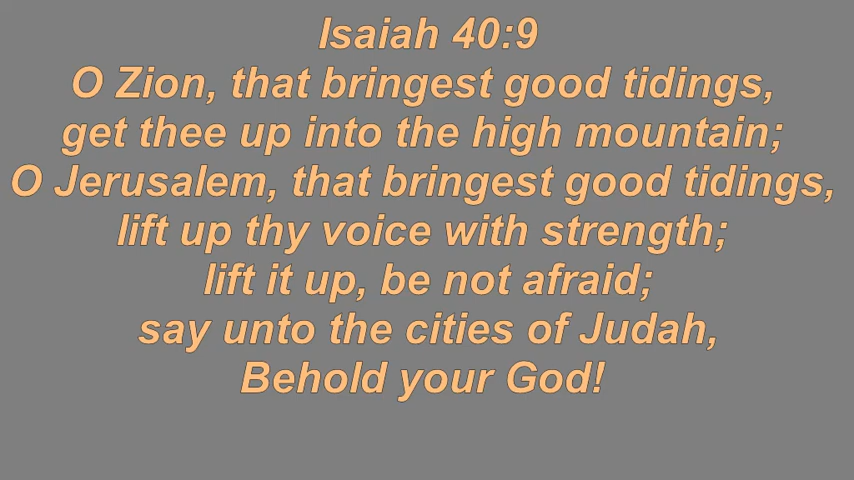 Isaiah 40:9
O Zion, that bringest good tidings,
get thee up into the high mountain;
O Jerusalem, that bringest good tidings,
lift up thy voice with strength;
lift it up, be not afraid;
say unto the cities of Judah,
Behold your God!